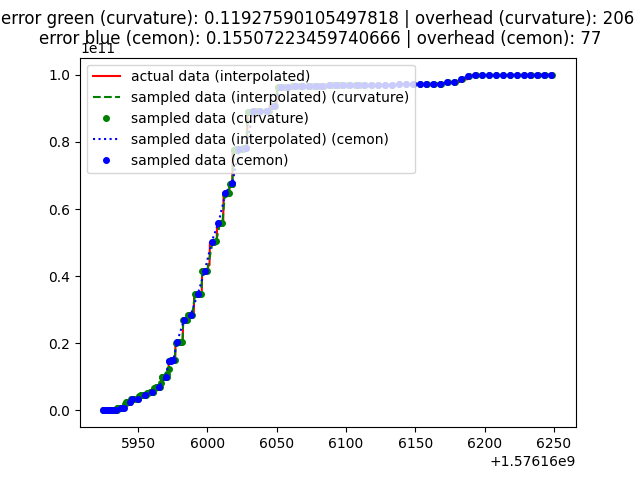 error green (curvature): 0.11927590105497818 | overhead (curvature): 206
error blue (cemon): 0.15507223459740666 | overhead (cemon): 77
1e11
actual data (interpolated)
sampled data (interpolated) (curvature)
sampled data (curvature)
sampled data (interpolated) (cemon)
sampled data (cemon)
1.0
0.8
0.6
0.4
0.2
0.0
5950 6000 6050 6100 6150 6200 6250
+1.57616e9